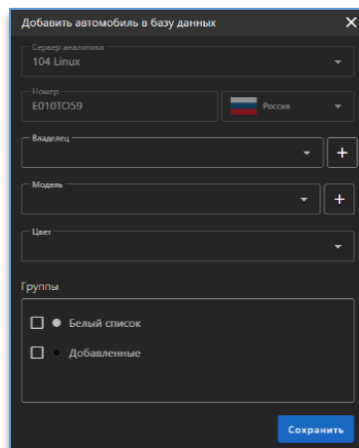 Добавить автомобиль в базу данных
Сервер аналитики
104 Linux
Номер
E010TO59
Россия
Владелец
Модель
Цвет
Группы
Белый список
Добавленные
Сохранить